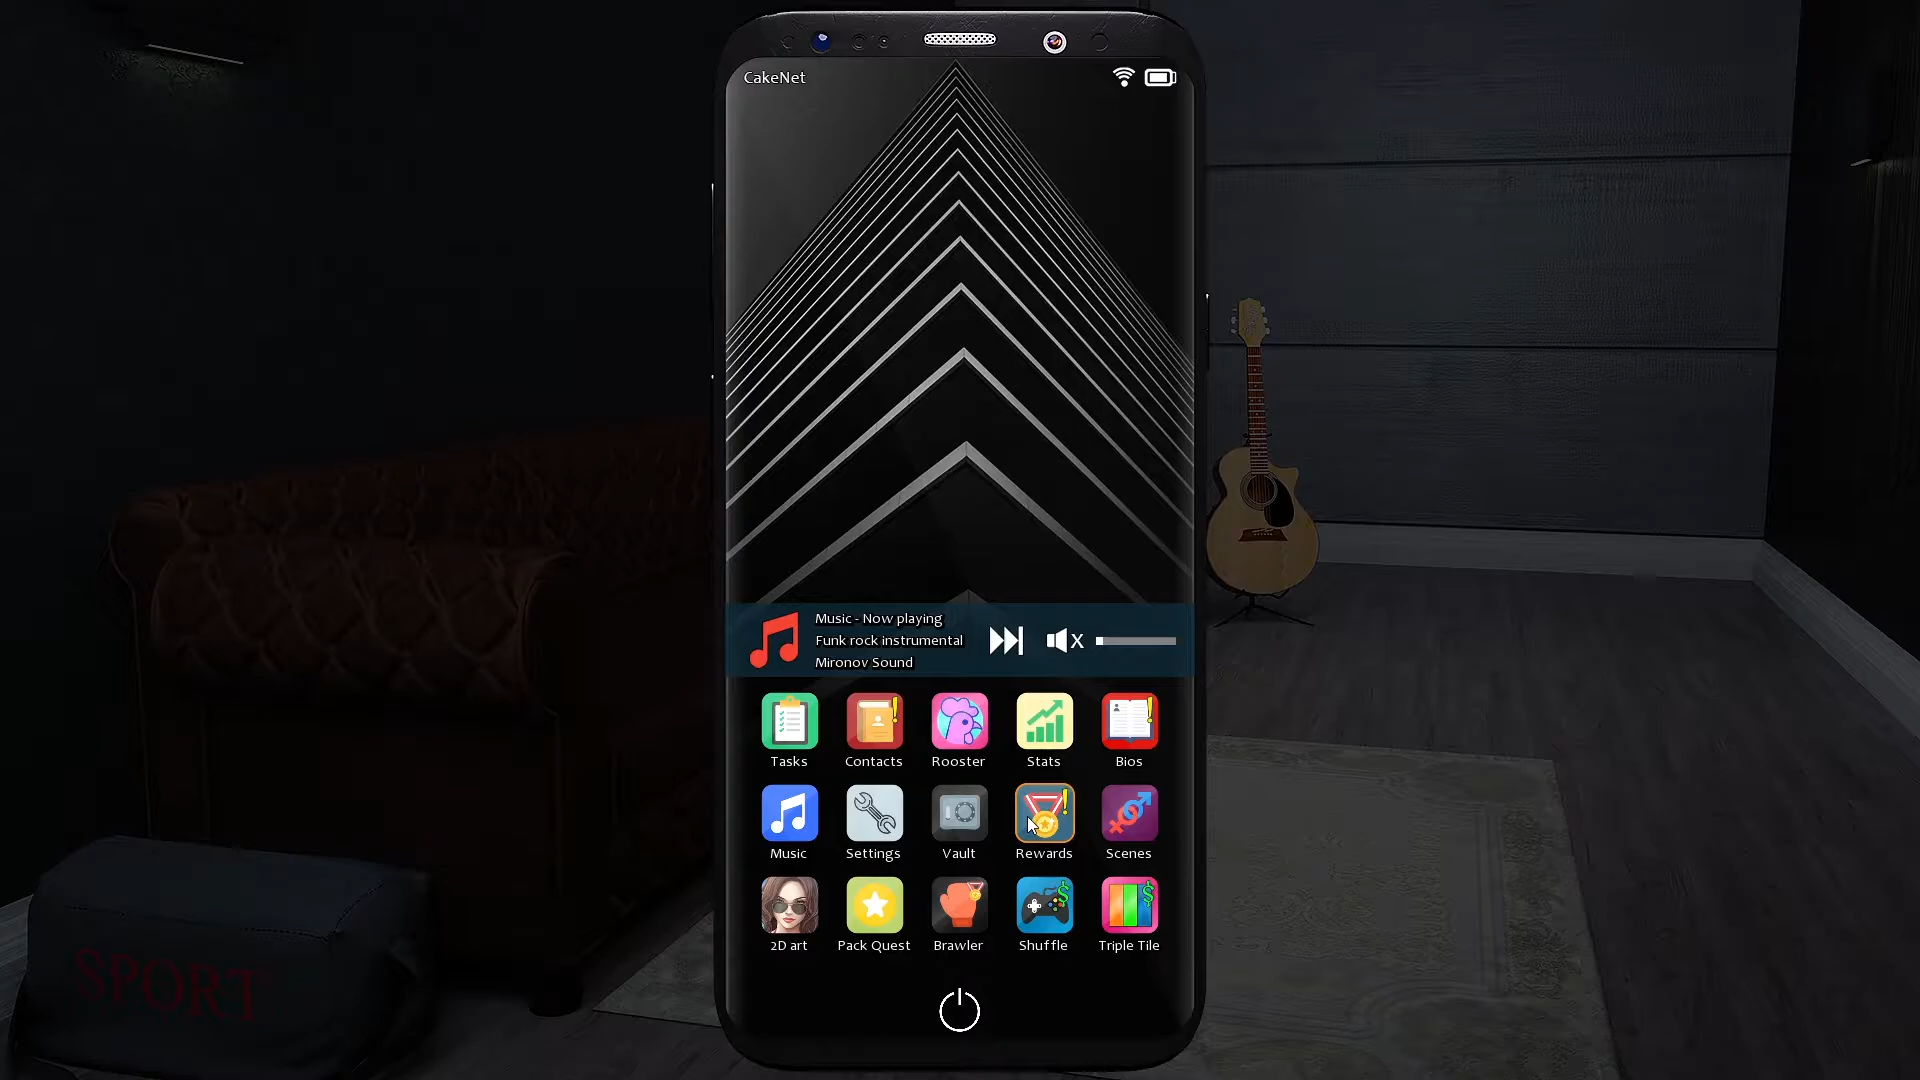 CakeNet
Music - Now playing
Funk rock instrumental
Mironov Sound
X
Tasks
Contacts
Rooster
Stats
Bios
Music
Settings
Vault
Rewards
Scenes
2D art
Pack Quest
Brawler
Shuffle
Triple Tile
SPORT